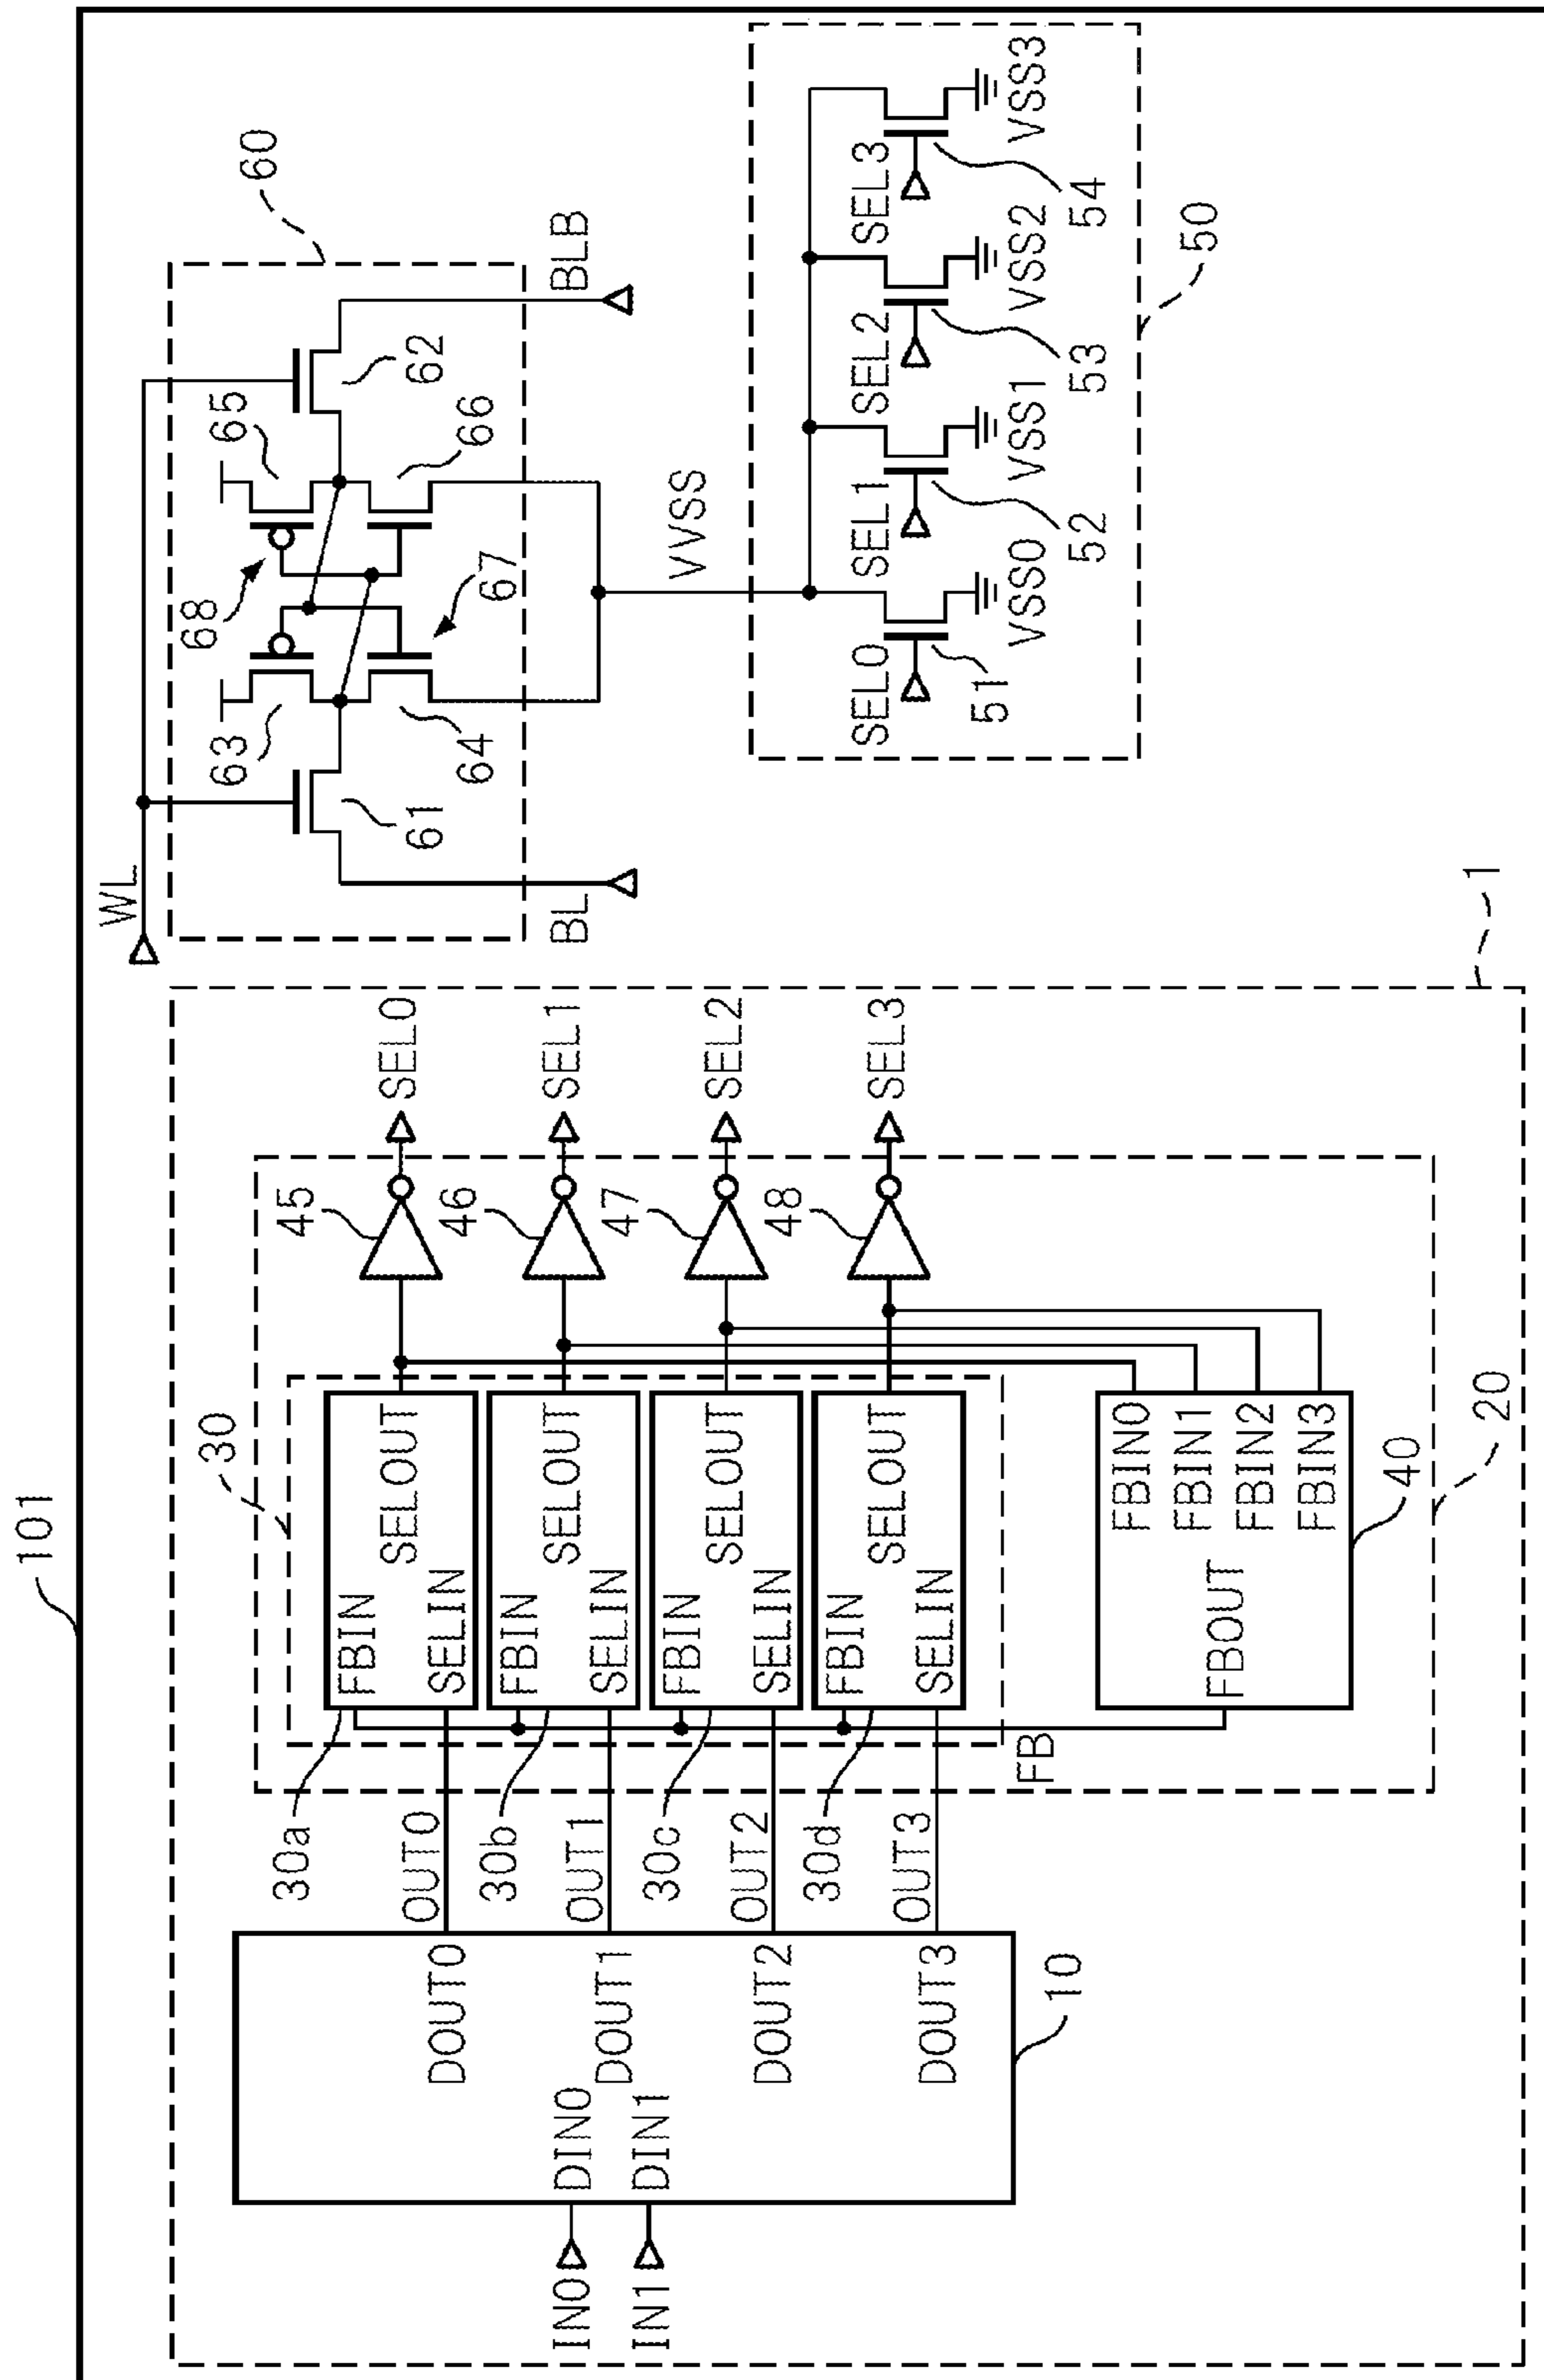 101
1
10
IN0
IN1
DIN0
DIN1
DOUT0
DOUT1
DOUT2
DOUT3
OUT0
OUT1
OUT2
OUT3
20
30
30a
30b
30c
30d
FBIN
SELOUT
SELIN
FBIN
SELOUT
SELIN
FBIN
SELOUT
SELIN
FBIN
SELOUT
SELIN
FB
FBOUT
FBIN0
FBIN1
FBIN2
FBIN3
40
45
46
47
48
SEL0
SEL1
SEL2
SEL3
WL
60
63
68
65
61
64
67
66
62
BL
BLB
VVSS
SEL0
SEL1
SEL2
SEL3
51
52
53
54
VSS0
VSS1
VSS2
VSS3
50